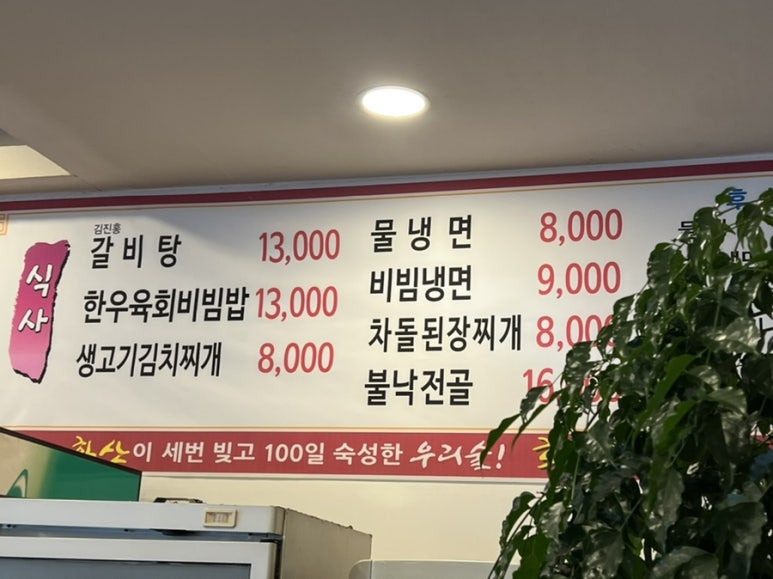 식사
김진홍
갈비탕 13,000
한우육회비빔밥 13,000
생고기김치찌개 8,000
물냉면 8,000
비빔냉면 9,000
차돌된장찌개 8,000
불낙전골
후
이 세번 빚고 100일 숙성한 우리술!